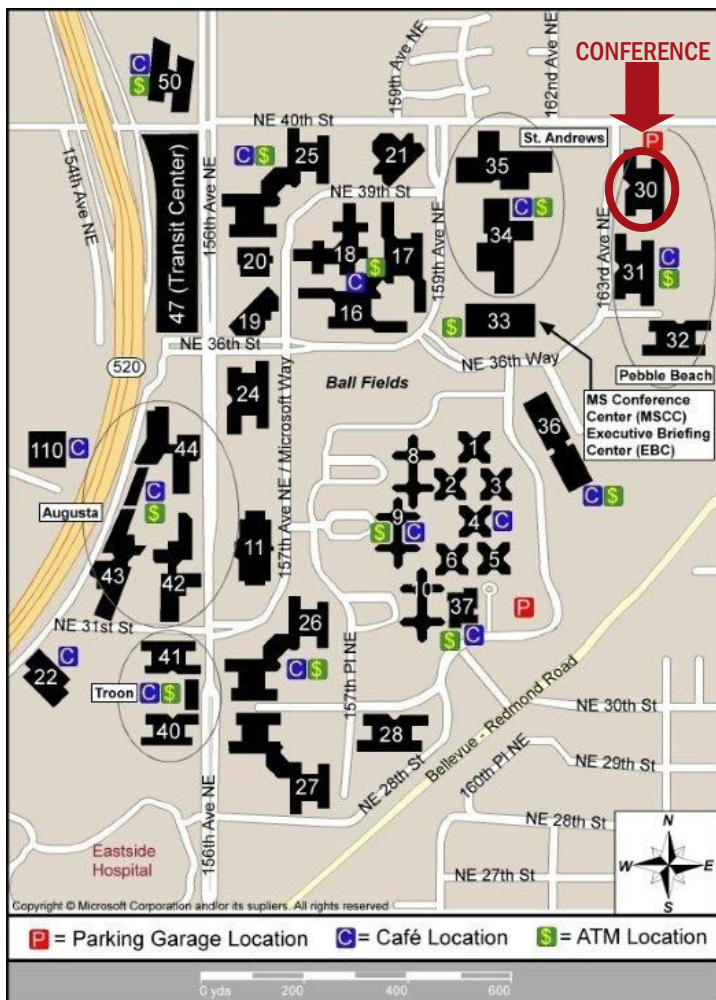 CONFERENCE
159th Ave NE
162nd Ave NE
C
50
$
NE 40th St
P
154th Ave NE
47 (Transit Center)
156th Ave NE
C $
25
21
St. Andrews
35
30
NE 39th St
C $
34
159th Ave NE
163rd Ave NE
31
C
$
20
18
17
$
C
16
19
$
33
32
NE 36th St
NE 36th Way
Pebble Beach
520
24
Ball Fields
MS Conference
Center (MSCC)
Executive Briefing
Center (EBC)
157th Ave NE / Microsoft Way
36
110
C
44
8
1
2
3
C $
C
$
Augusta
9
$
C
4
C
11
6
5
43
42
10
37
P
NE 31st St
26
$
C
22
C
41
C $
157th Pl NE
Troon
C $
40
28
NE 30th St
Bellevue - Redmond Road
NE 28th St
160th Pl NE
NE 29th St
27
156th Ave NE
NE 28th St
N
Eastside
Hospital
W
E
NE 27th St
S
Copyright © Microsoft Corporation and/or its supliers. All rights reserved
P = Parking Garage Location
C = Café Location
$ = ATM Location
0 yds 200 400 600